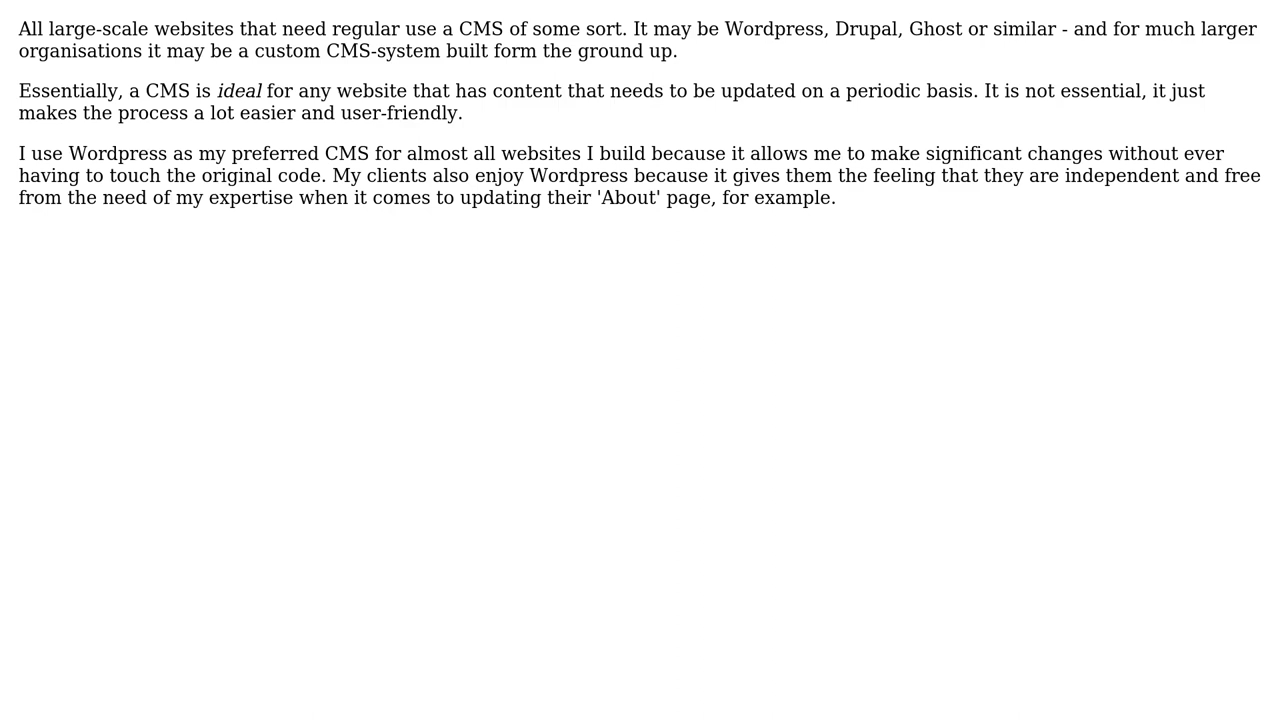 All large-scale websites that need regular use a CMS of some sort. It may be Wordpress, Drupal, Ghost or similar - and for much larger
organisations it may be a custom CMS-system built form the ground up.
Essentially, a CMS is ideal for any website that has content that needs to be updated on a periodic basis. It is not essential, it just
makes the process a lot easier and user-friendly.
I use Wordpress as my preferred CMS for almost all websites I build because it allows me to make significant changes without ever
having to touch the original code. My clients also enjoy Wordpress because it gives them the feeling that they are independent and free
from the need of my expertise when it comes to updating their 'About' page, for example.